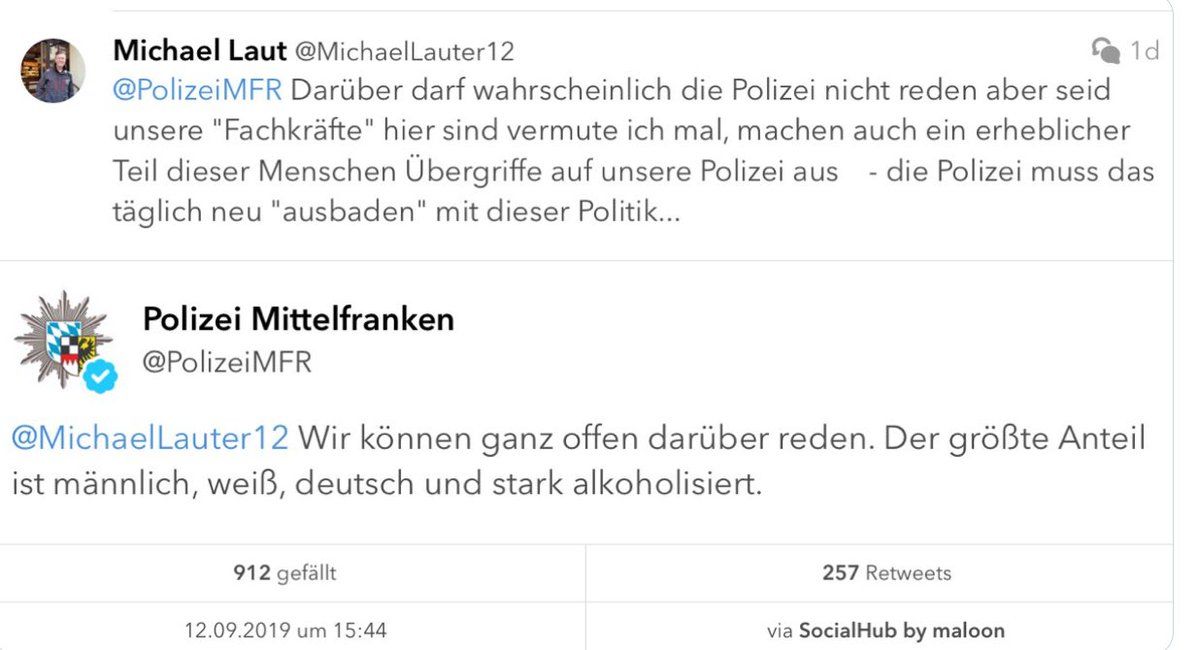 Michael Laut @MichaelLauter12 1d
@PolizeiMFR Darüber darf wahrscheinlich die Polizei nicht reden aber seid
unsere "Fachkräfte" hier sind vermute ich mal, machen auch ein erheblicher
Teil dieser Menschen Übergriffe auf unsere Polizei aus - die Polizei muss das
täglich neu "ausbaden" mit dieser Politik...
Polizei Mittelfranken
@PolizeiMFR
@MichaelLauter12 Wir können ganz offen darüber reden. Der größte Anteil
ist männlich, weiß, deutsch und stark alkoholisiert.
912 gefällt 257 Retweets
12.09.2019 um 15:44 via SocialHub by maloon